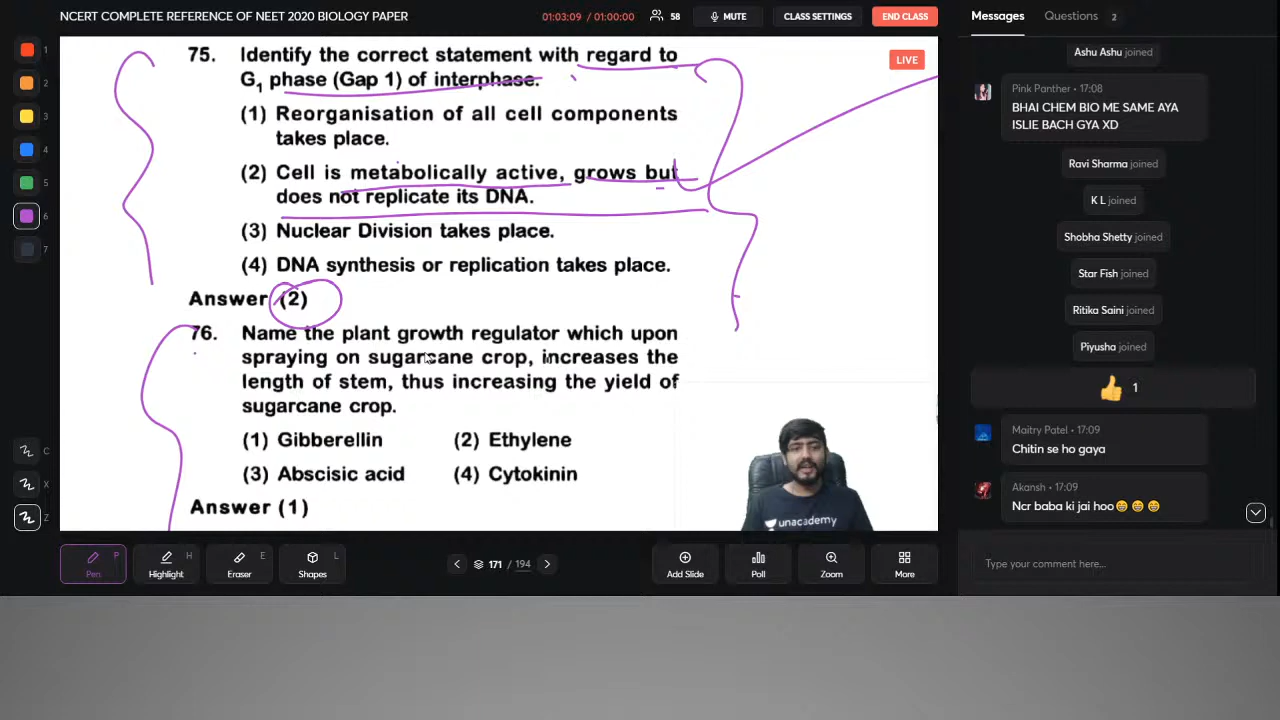 NCERT COMPLETE REFERENCE OF NEET 2020 BIOLOGY PAPER
01:03:09 / 01:00:00
58
MUTE
CLASS SETTINGS
END CLASS
Messages
Questions 2
1
2
3
4
5
6
7
C
X
Z
LIVE
75. Identify the correct statement with regard to
G1 phase (Gap 1) of interphase.
(1) Reorganisation of all cell components
takes place.
(2) Cell is metabolically active, grows but
does not replicate its DNA.
(3) Nuclear Division takes place.
(4) DNA synthesis or replication takes place.
Answer (2)
76. Name the plant growth regulator which upon
spraying on sugarcane crop, increases the
length of stem, thus increasing the yield of
sugarcane crop.
(1) Gibberellin (2) Ethylene
(3) Abscisic acid (4) Cytokinin
Answer (1)
unacademy
Ashu Ashu joined
Pink Panther • 17:08
BHAI CHEM BIO ME SAME AYA
ISLIE BACH GYA XD
Ravi Sharma joined
K L joined
Shobha Shetty joined
Star Fish joined
Ritika Saini joined
Piyusha joined
👍 1
Maitry Patel • 17:09
Chitin se ho gaya
Akansh • 17:09
Ncr baba ki jai hoo😄😄😄
Type your comment here...
Pen P
Highlight H
Eraser E
Shapes L
171 / 194
Add Slide
Poll
Zoom
More